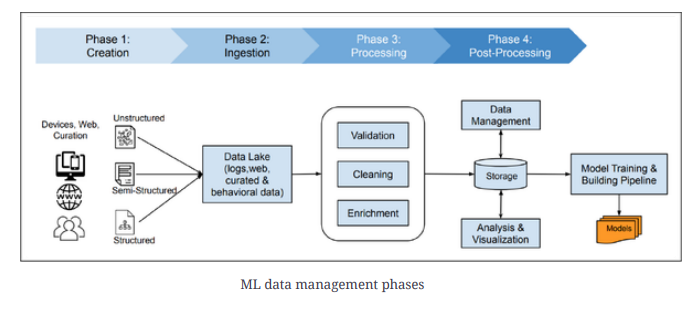 Phase 1:
Creation
Phase 2:
Ingestion
Phase 3:
Processing
Phase 4:
Post-Processing
Devices, Web,
Curation
WWW
Unstructured
Semi-Structured
Structured
Data Lake
(logs,web,
curated &
behavioral data)
Validation
Cleaning
Enrichment
Data
Management
Storage
Analysis &
Visualization
Model Training &
Building Pipeline
Models
ML data management phases